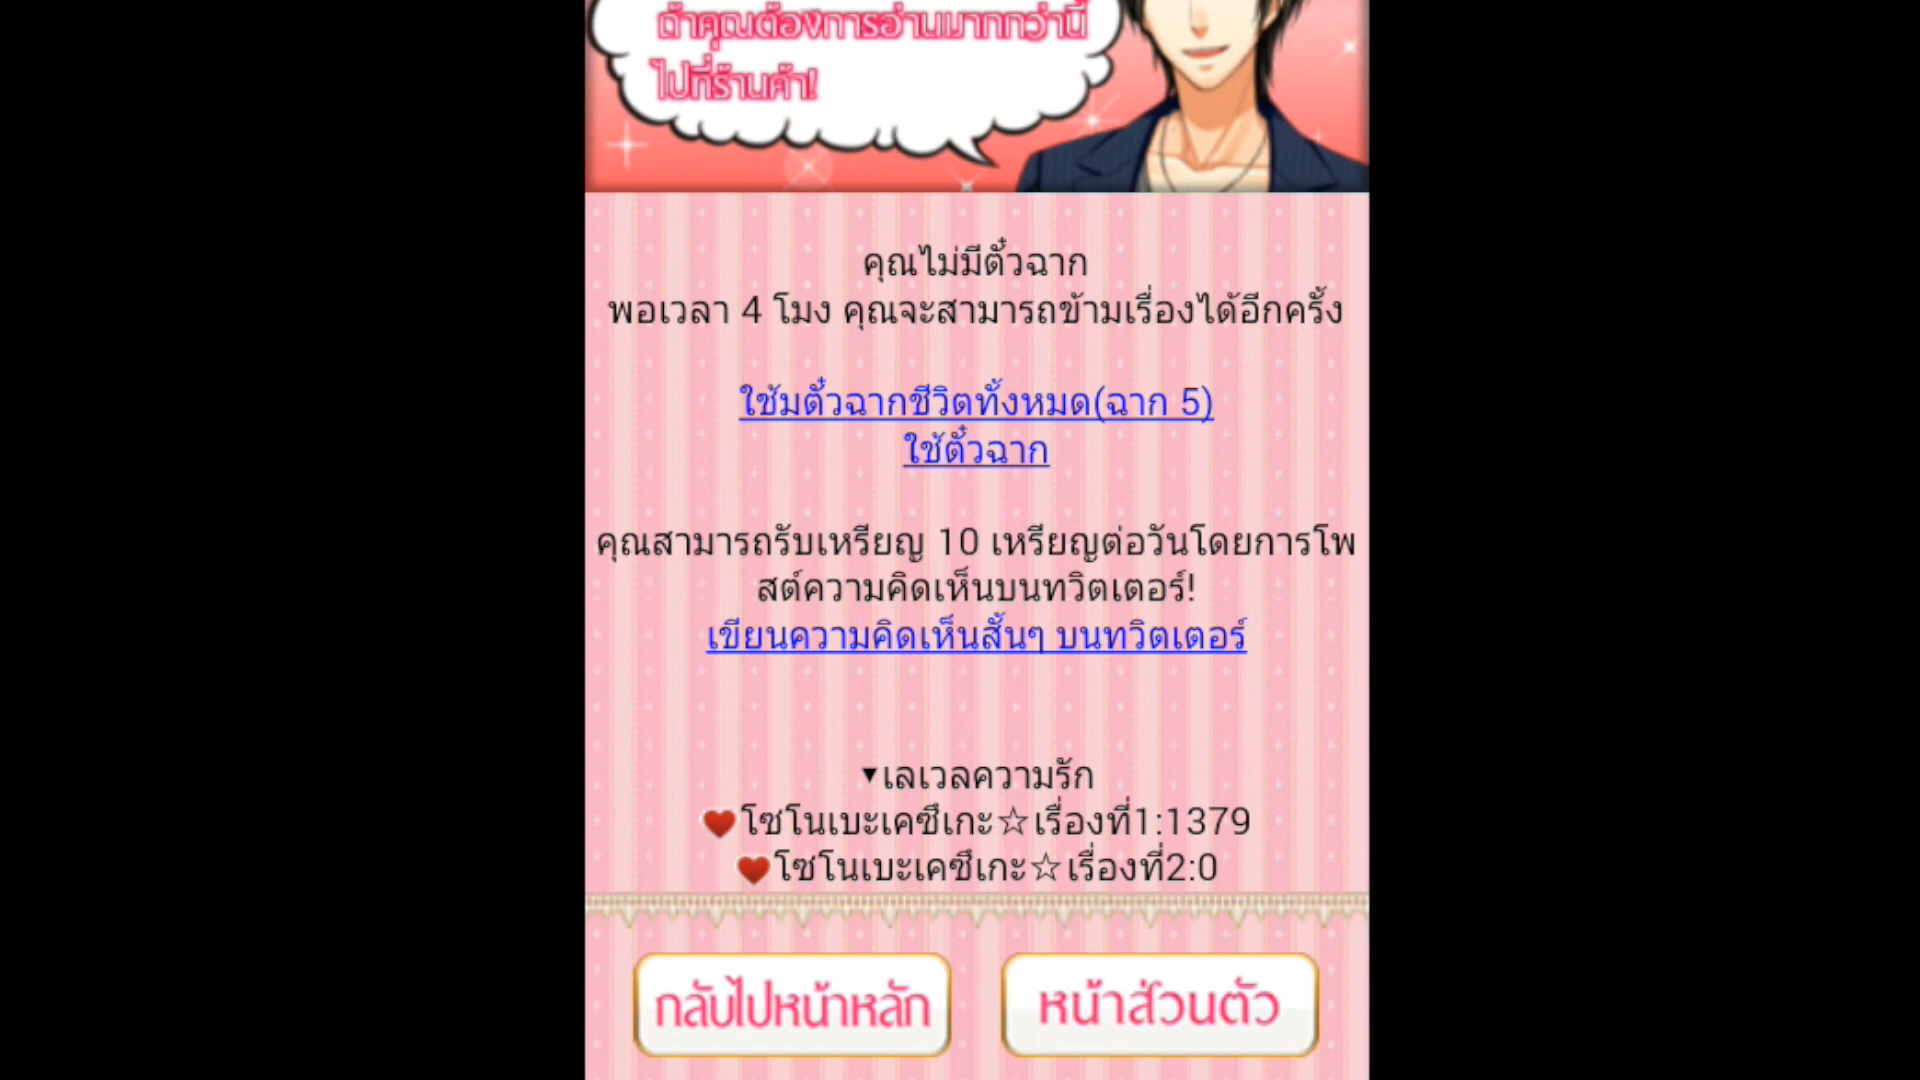 ถ้าคุณต้องการอ่านมากกว่านี้
ไปที่ร้านค้า!
คุณไม่มีตั๋วฉาก
พอเวลา 4 โมง คุณจะสามารถข้ามเรื่องได้อีกครั้ง
ใช้มตั๋วฉากชีวิตทั้งหมด(ฉาก 5)
ใช้ตั๋วฉาก
คุณสามารถรับเหรียญ 10 เหรียญต่อวันโดยการโพ
สต์ความคิดเห็นบนทวิตเตอร์!
เขียนความคิดเห็นสั้นๆ บนทวิตเตอร์
▼เลเวลความรัก
❤โซโนเบะเคซึเกะ☆เรื่องที่1:1379
❤โซโนเบะเคซึเกะ☆เรื่องที่2:0
กลับไปหน้าหลัก
หน้าส่วนตัว